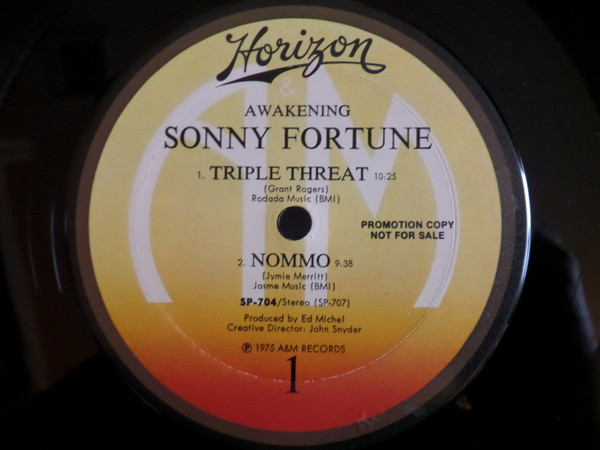 Horizon
&
AM
AWAKENING
SONNY FORTUNE
1. TRIPLE THREAT 10:25
(Grant Rogers)
Rodada Music (BMI)
PROMOTION COPY
NOT FOR SALE
2. NOMMO 9:38
(Jymie Merritt)
Jasme Music (BMI)
SP-704/Stereo (SP-707)
Produced by Ed Michel
Creative Director: John Snyder
℗ 1975 A&M RECORDS
1